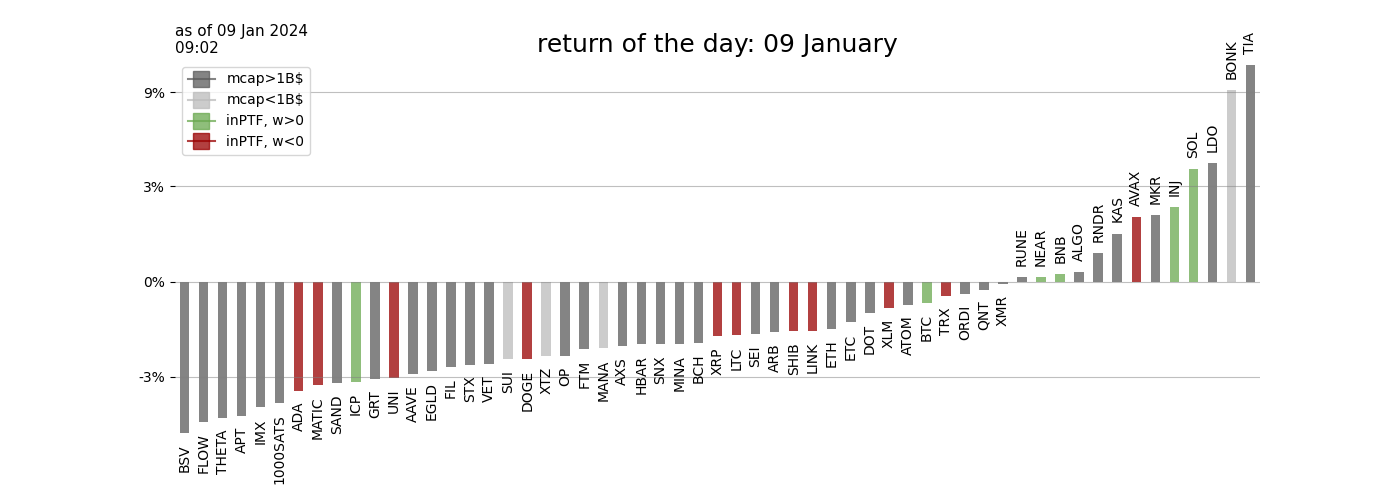 as of 09 Jan 2024
09:02
return of the day: 09 January
mcap>1B$
mcap<1B$
inPTF, w>0
inPTF, w<0
9%
3%
0%
-3%
BSV
FLOW
THETA
APT
IMX
1000SATS
ADA
MATIC
SAND
ICP
GRT
UNI
AAVE
EGLD
FIL
STX
VET
SUI
DOGE
XTZ
OP
FTM
MANA
AXS
HBAR
SNX
MINA
BCH
XRP
LTC
SEI
ARB
SHIB
LINK
ETH
ETC
DOT
XLM
ATOM
BTC
TRX
ORDI
QNT
XMR
RUNE
NEAR
BNB
ALGO
RNDR
KAS
AVAX
MKR
INJ
SOL
LDO
BONK
TIA